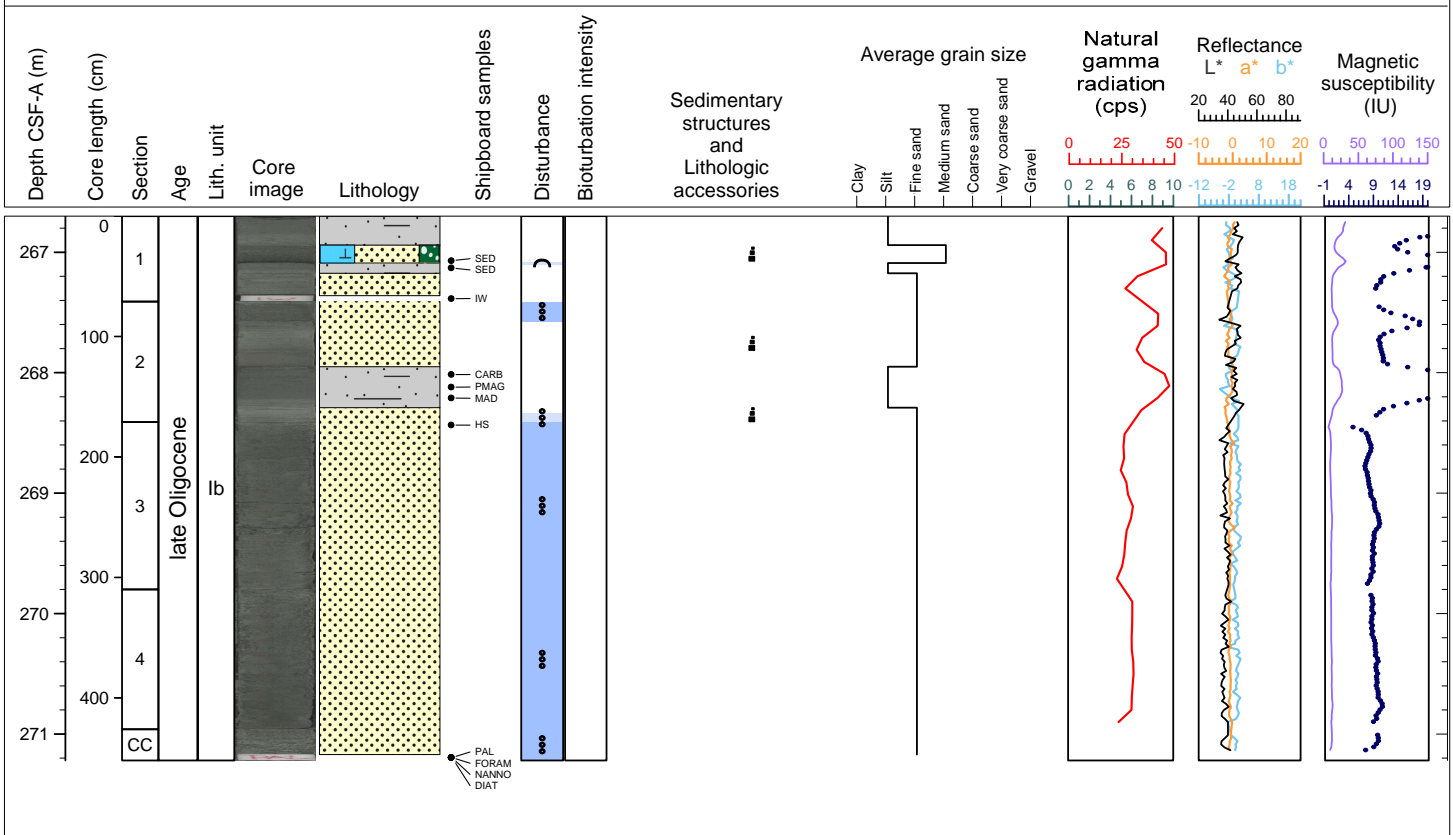 Depth CSF-A (m)
Core length (cm)
Section
Age
Lith. unit
Core
image
Lithology
Shipboard samples
Disturbance
Bioturbation intensity
Sedimentary
structures
and
Lithologic
accessories
Average grain size
Clay
Silt
Fine sand
Medium sand
Coarse sand
Very coarse sand
Gravel
Natural
gamma
radiation
(cps)
0 25 50
0 2 4 6 8 10
Reflectance
L* a* b*
20 40 60 80
-10 0 10 20
-12 -2 8 18
Magnetic
susceptibility
(IU)
0 50 100 150
-1 4 9 14 19
267
268
269
270
271
0
100
200
300
400
1
2
3
4
CC
late Oligocene
Ib
SED
SED
IW
CARB
PMAG
MAD
HS
PAL
FORAM
NANNO
DIAT